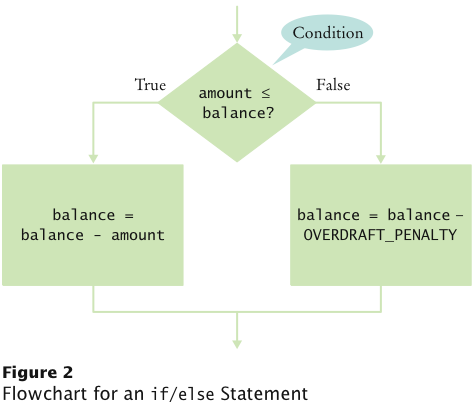 Condition
True
amount ≤
balance?
False
balance =
balance - amount
balance = balance –
OVERDRAFT_PENALTY
Figure 2
Flowchart for an if/else Statement